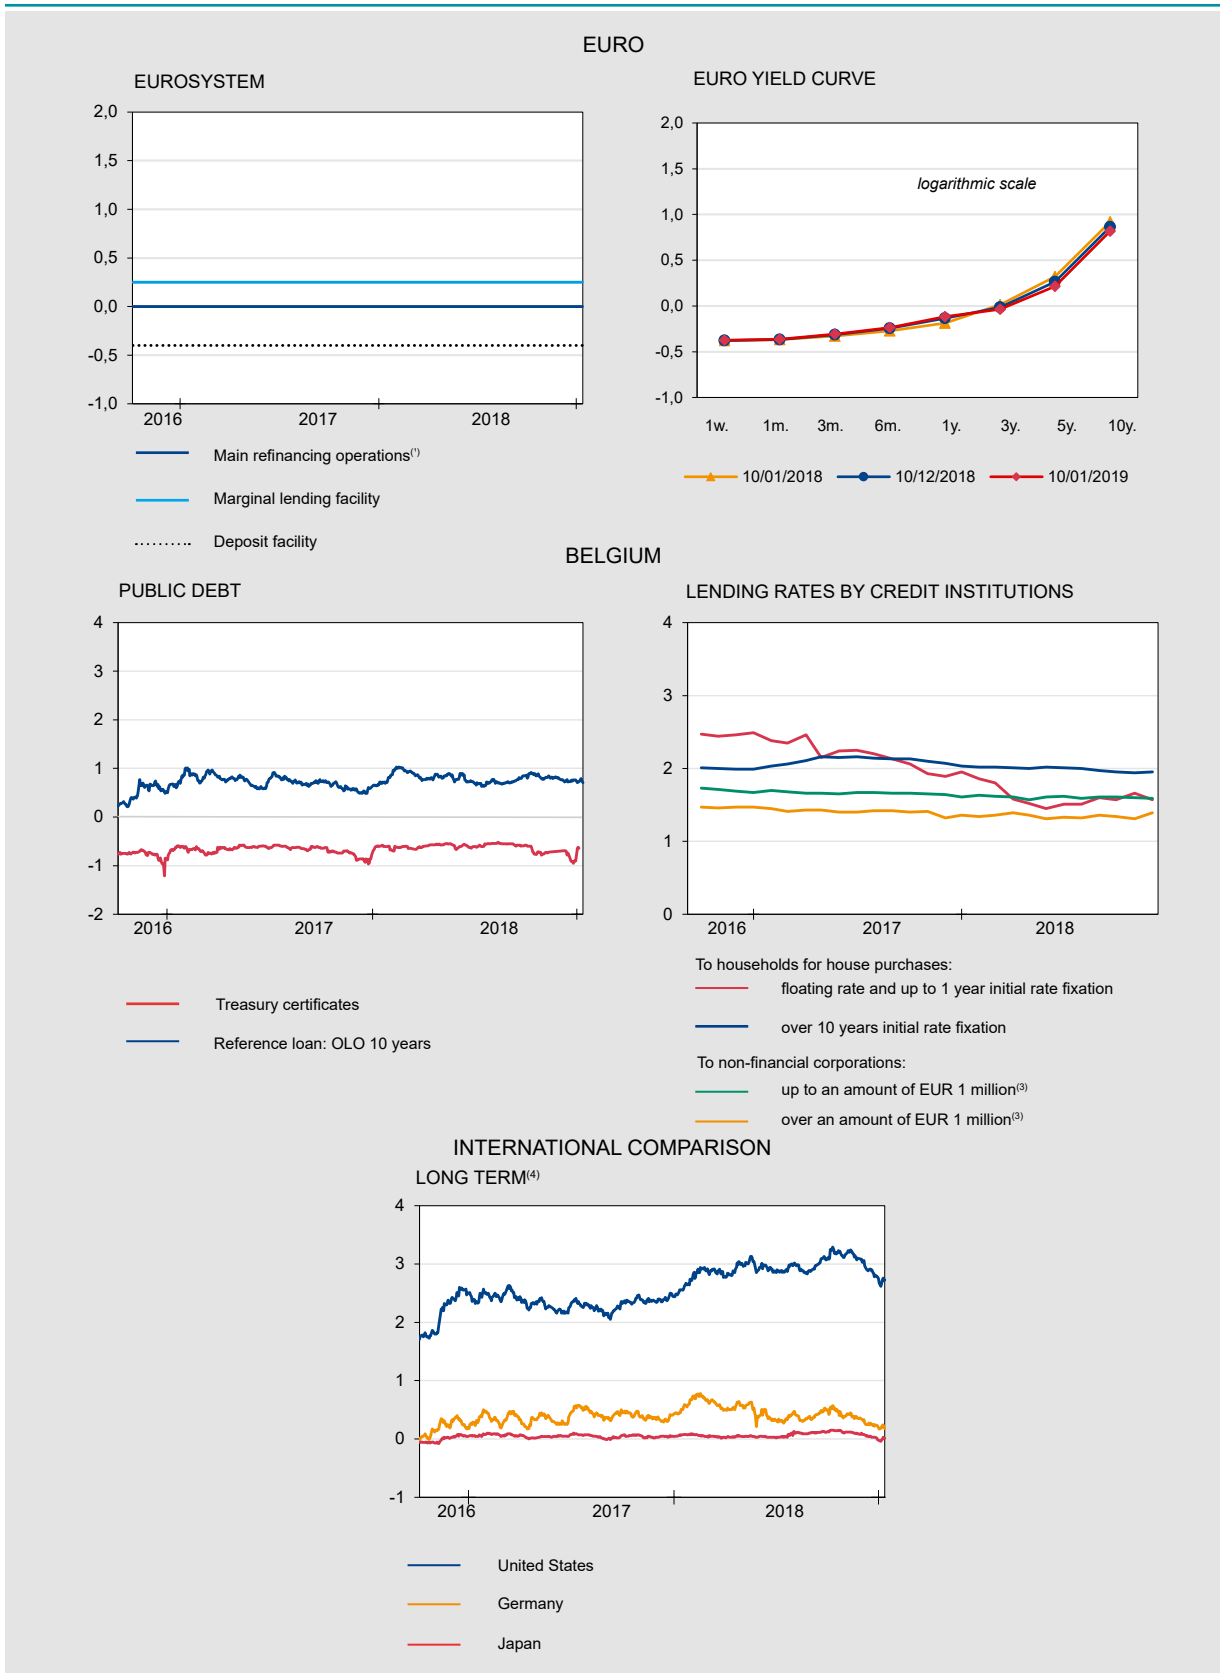 EURO
EUROSYSTEM
2,0
1,5
1,0
0,5
0,0
-0,5
-1,0
2016 2017 2018
Main refinancing operations(¹)
Marginal lending facility
Deposit facility
EURO YIELD CURVE
2,0
1,5
1,0
0,5
0,0
-0,5
-1,0
logarithmic scale
1w. 1m. 3m. 6m. 1y. 3y. 5y. 10y.
10/01/2018 10/12/2018 10/01/2019
BELGIUM
PUBLIC DEBT
4
3
2
1
0
-1
-2
2016 2017 2018
Treasury certificates
Reference loan: OLO 10 years
LENDING RATES BY CREDIT INSTITUTIONS
4
3
2
1
0
2016 2017 2018
To households for house purchases:
floating rate and up to 1 year initial rate fixation
over 10 years initial rate fixation
To non-financial corporations:
up to an amount of EUR 1 million(3)
over an amount of EUR 1 million(3)
INTERNATIONAL COMPARISON
LONG TERM(4)
4
3
2
1
0
-1
2016 2017 2018
United States
Germany
Japan